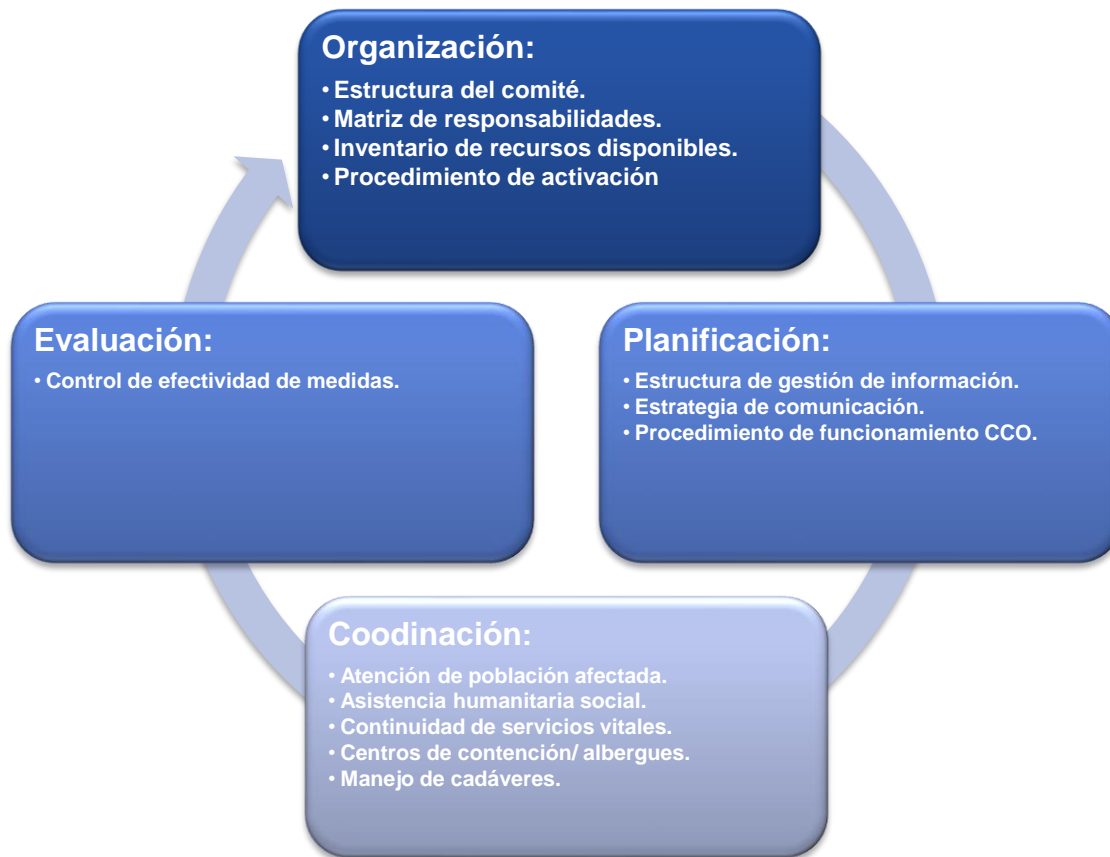 Organización:
• Estructura del comité.
• Matriz de responsabilidades.
• Inventario de recursos disponibles.
• Procedimiento de activación
Evaluación:
• Control de efectividad de medidas.
Planificación:
• Estructura de gestión de información.
• Estrategia de comunicación.
• Procedimiento de funcionamiento CCO.
Coodinación:
• Atención de población afectada.
• Asistencia humanitaria social.
• Continuidad de servicios vitales.
• Centros de contención/ albergues.
• Manejo de cadáveres.